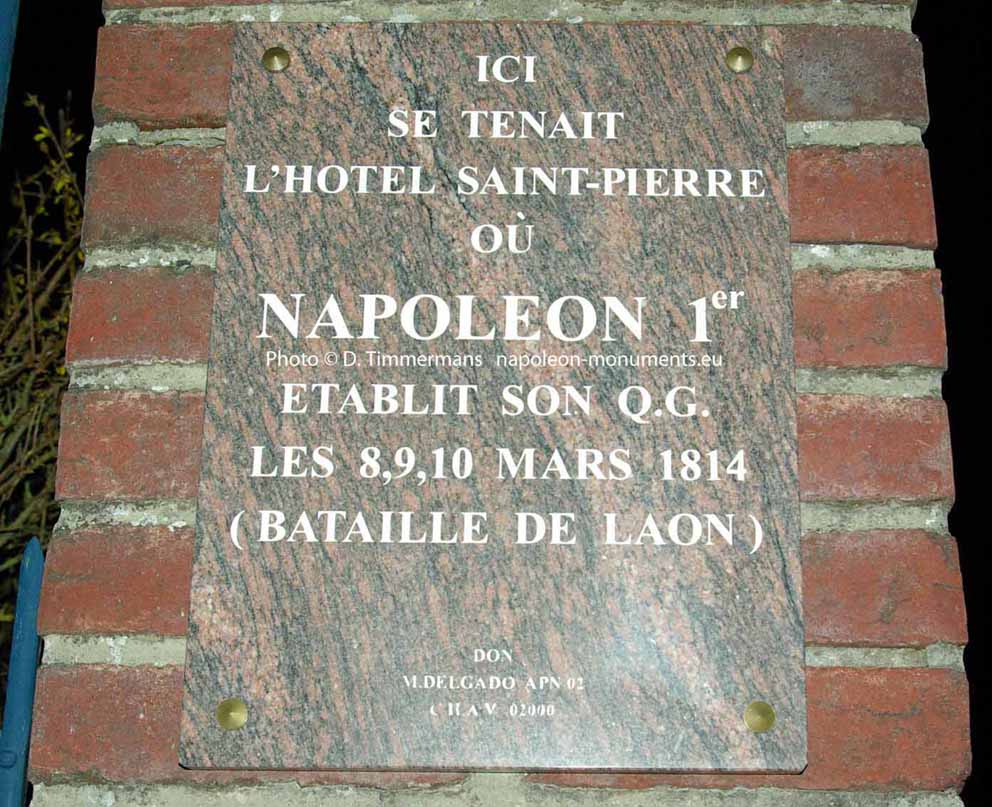 ICI
SE TENAIT
L'HOTEL SAINT-PIERRE
OÙ
NAPOLEON 1er
Photo © D. Timmermans napoleon-monuments.eu
ETABLIT SON Q.G.
LES 8,9,10 MARS 1814
(BATAILLE DE LAON)
DON
M.DELGADO APN 02
02000